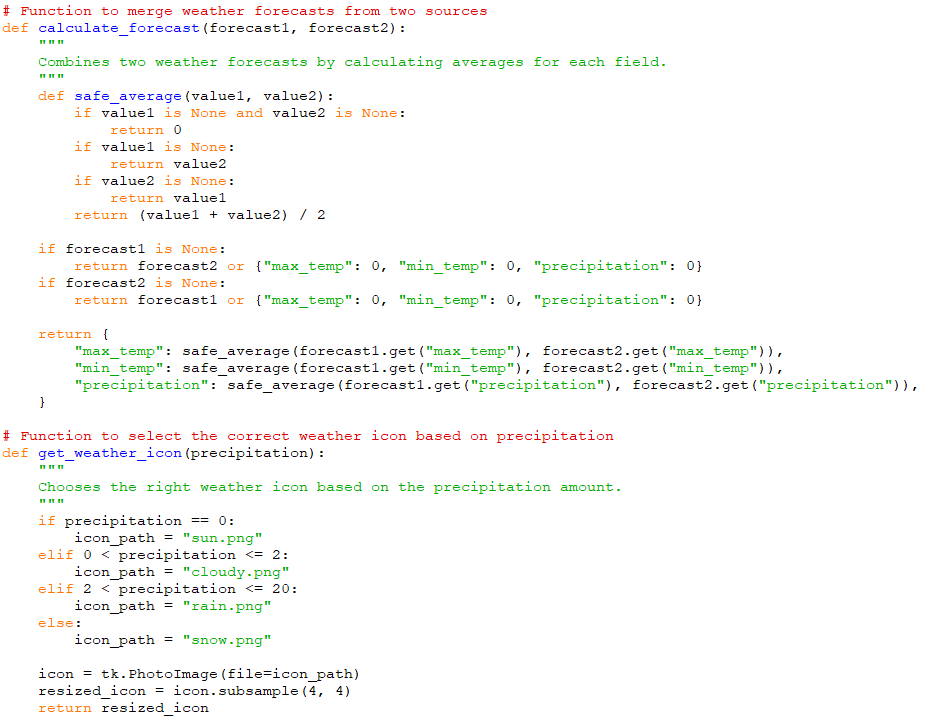 # Function to merge weather forecasts from two sources
def calculate_forecast(forecast1, forecast2):
    """
    Combines two weather forecasts by calculating averages for each field.
    """
    def safe_average(value1, value2):
        if value1 is None and value2 is None:
            return 0
        if value1 is None:
            return value2
        if value2 is None:
            return value1
        return (value1 + value2) / 2

    if forecast1 is None:
        return forecast2 or {"max_temp": 0, "min_temp": 0, "precipitation": 0}
    if forecast2 is None:
        return forecast1 or {"max_temp": 0, "min_temp": 0, "precipitation": 0}

    return {
        "max_temp": safe_average(forecast1.get("max_temp"), forecast2.get("max_temp")),
        "min_temp": safe_average(forecast1.get("min_temp"), forecast2.get("min_temp")),
        "precipitation": safe_average(forecast1.get("precipitation"), forecast2.get("precipitation")),
    }

# Function to select the correct weather icon based on precipitation
def get_weather_icon(precipitation):
    """
    Chooses the right weather icon based on the precipitation amount.
    """
    if precipitation == 0:
        icon_path = "sun.png"
    elif 0 < precipitation <= 2:
        icon_path = "cloudy.png"
    elif 2 < precipitation <= 20:
        icon_path = "rain.png"
    else:
        icon_path = "snow.png"

    icon = tk.PhotoImage(file=icon_path)
    resized_icon = icon.subsample(4, 4)
    return resized_icon